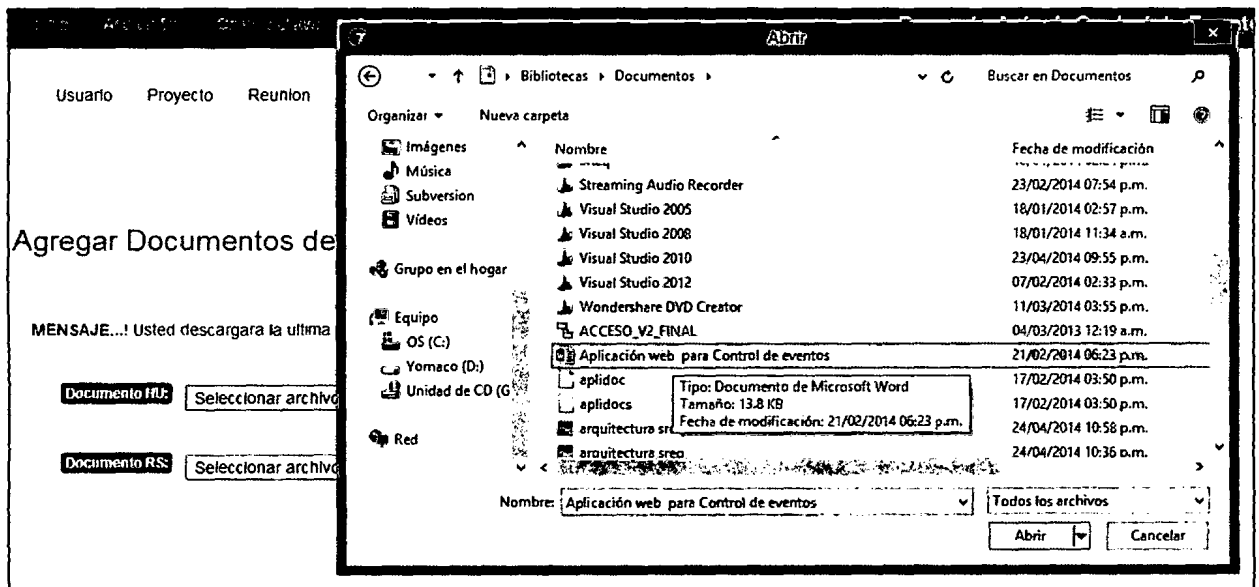 Abrir
Usuario Proyecto Reunion
Agregar Documentos de
MENSAJE...! Usted descargara la ultima
Documento HU: Seleccionar archivo
Documento RS: Seleccionar archivo
Bibliotecas Documentos
Buscar en Documentos
Organizar Nueva carpeta
Imágenes
Música
Subversion
Vídeos
Grupo en el hogar
Equipo
OS (C:)
Yomaco (D:)
Unidad de CD (G
Red
Nombre Fecha de modificación
Streaming Audio Recorder 23/02/2014 07:54 p.m.
Visual Studio 2005 18/01/2014 02:57 p.m.
Visual Studio 2008 18/01/2014 11:34 a.m.
Visual Studio 2010 23/04/2014 09:55 p.m.
Visual Studio 2012 07/02/2014 02:33 p.m.
Wondershare DVD Creator 11/03/2014 03:55 p.m.
ACCESO_V2_FINAL 04/03/2013 12:19 a.m.
Aplicación web para Control de eventos 21/02/2014 06:23 p.m.
aplidoc 17/02/2014 03:50 p.m.
aplidocs 17/02/2014 03:50 p.m.
arquitectura 24/04/2014 10:58 p.m.
arquitectura sreq 24/04/2014 10:36 p.m.
Tipo: Documento de Microsoft Word
Tamaño: 13.8 KB
Fecha de modificación: 21/02/2014 06:23 p.m.
Nombre: Aplicación web para Control de eventos Todos los archivos
Abrir Cancelar